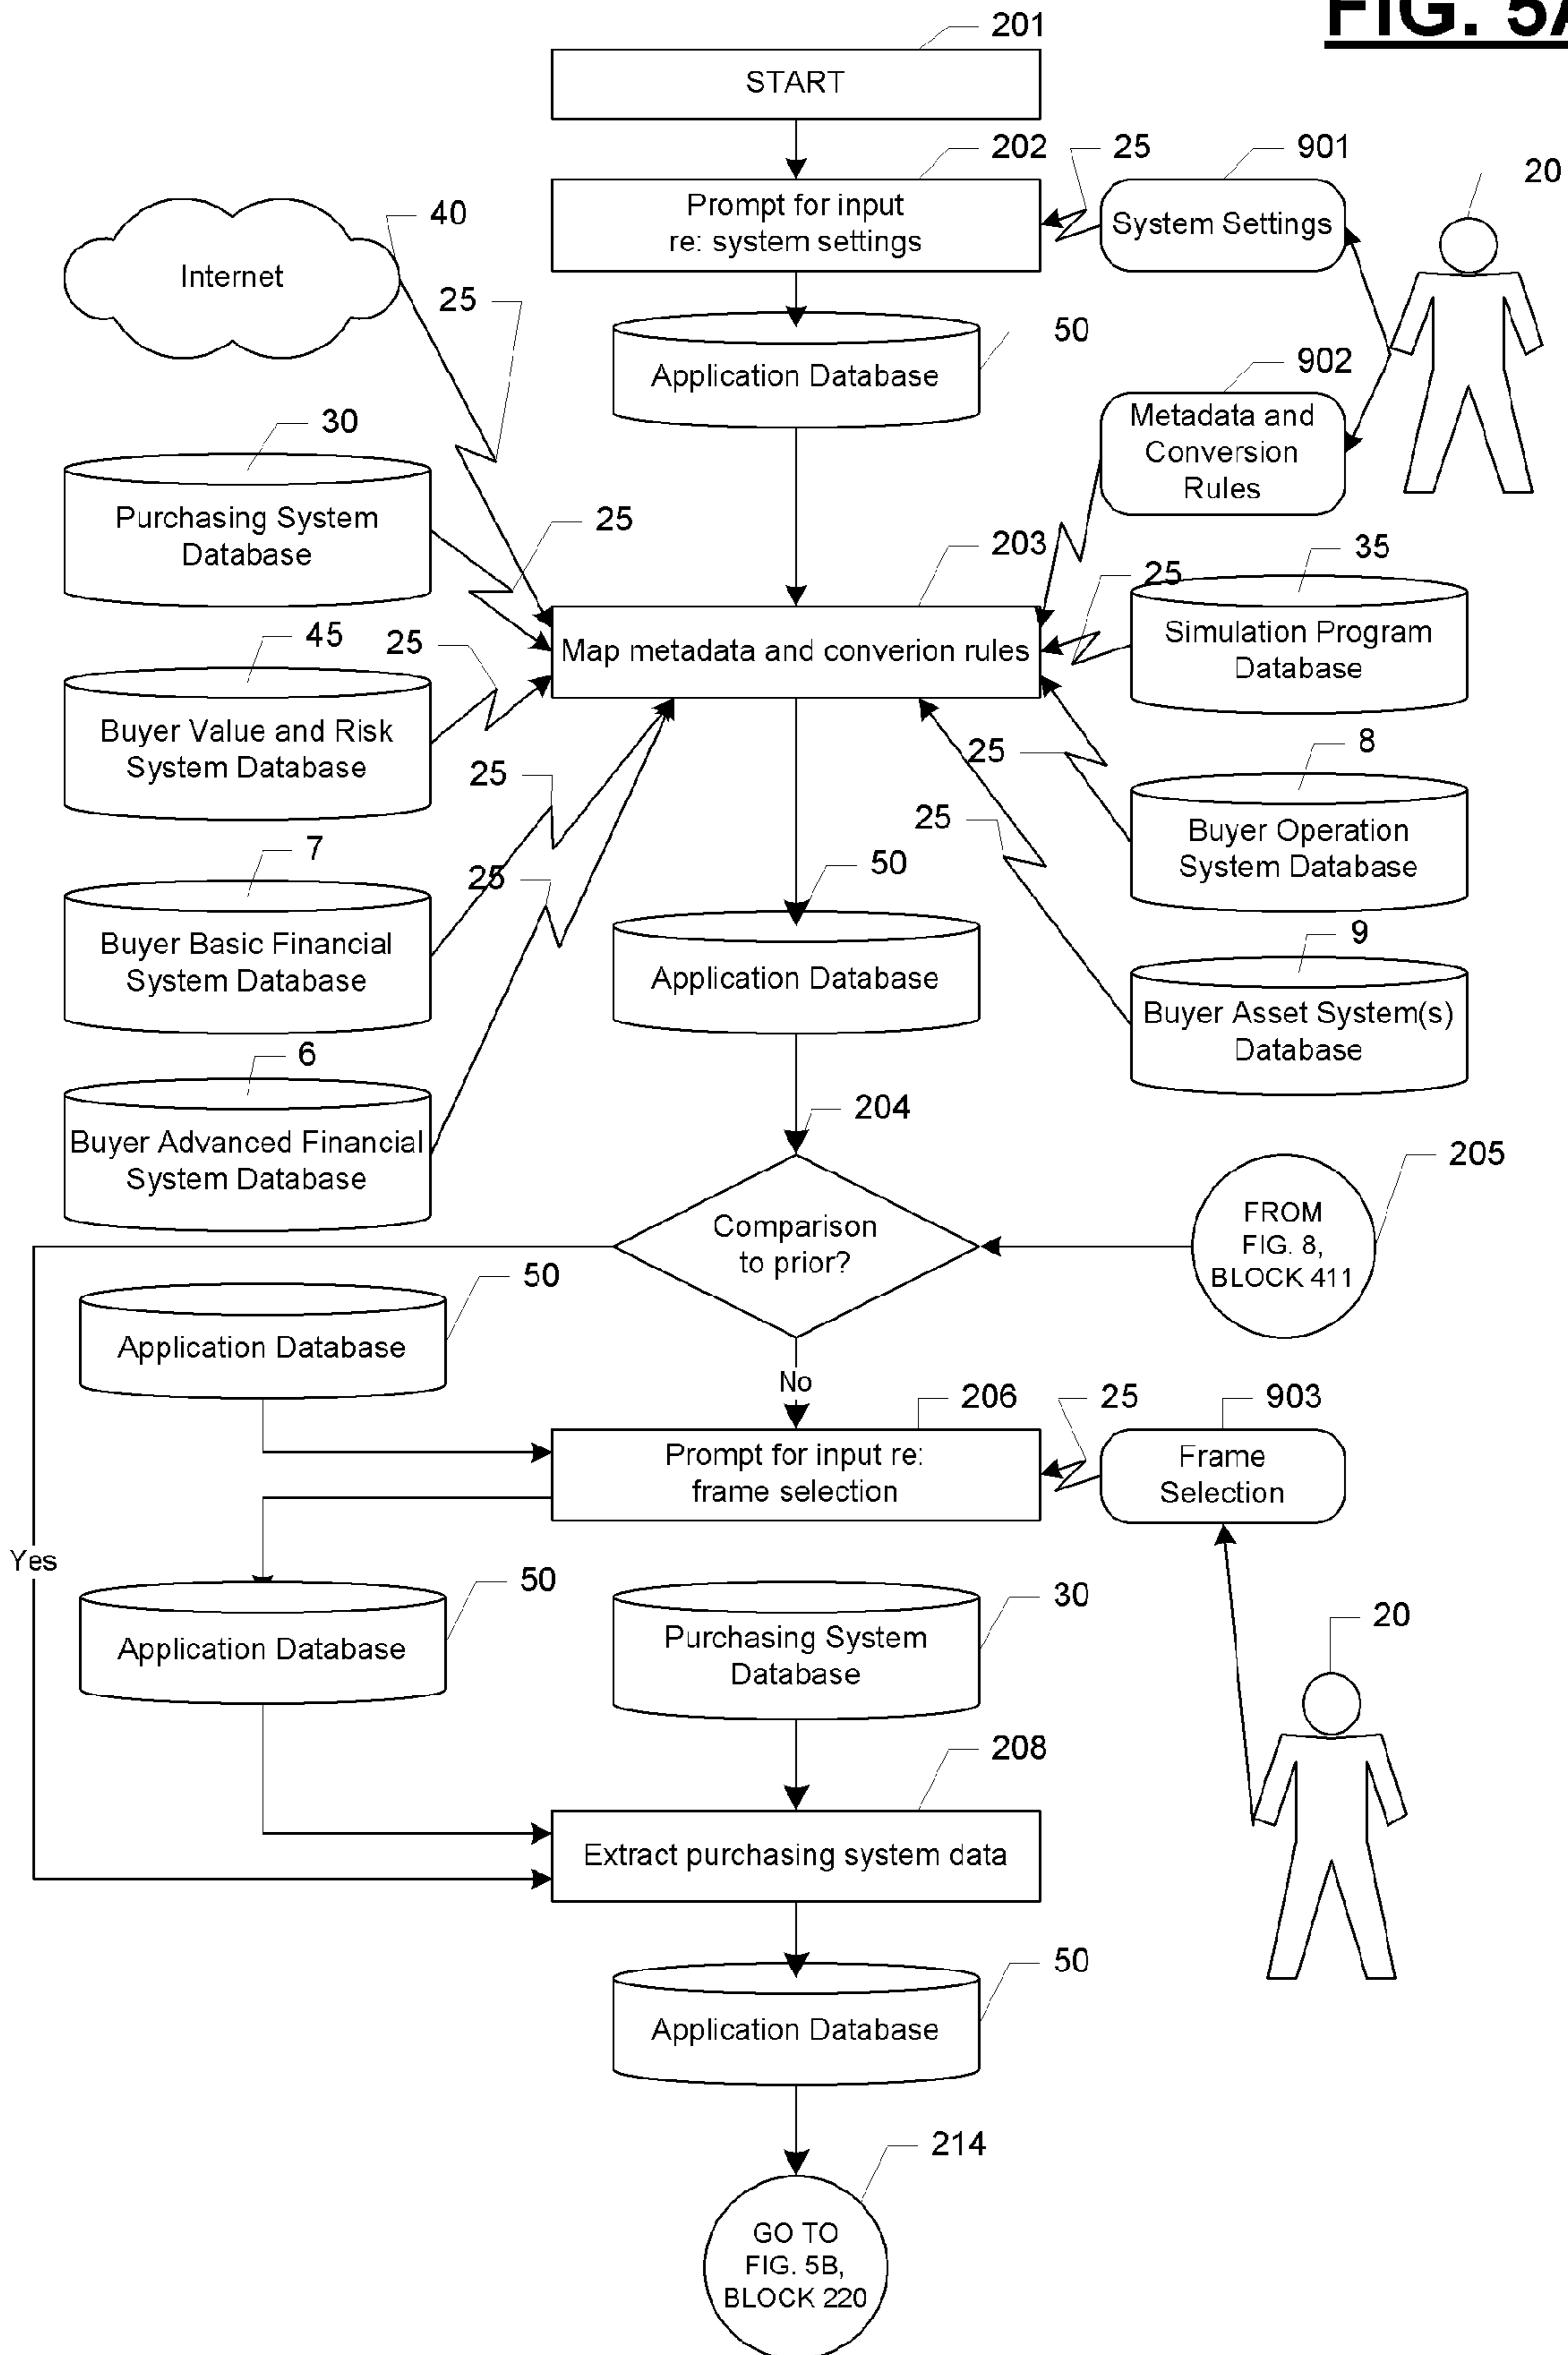 FIG. 5A
201
START
202
25
901
20
Prompt for input
re: system settings
System Settings
40
Internet
25
50
Application Database
902
Metadata and
Conversion
Rules
30
Purchasing System
Database
25
203
35
25
Map metadata and converion rules
Simulation Program
Database
45
25
Buyer Value and Risk
System Database
25
25
8
Buyer Operation
System Database
25
7
25
50
Buyer Basic Financial
System Database
Application Database
9
Buyer Asset System(s)
Database
6
Buyer Advanced Financial
System Database
204
205
Comparison
to prior?
FROM
FIG. 8,
BLOCK 411
50
Application Database
No
206
25
903
Prompt for input re:
frame selection
Frame
Selection
Yes
50
Application Database
30
Purchasing System
Database
20
208
Extract purchasing system data
50
Application Database
214
GO TO
FIG. 5B,
BLOCK 220